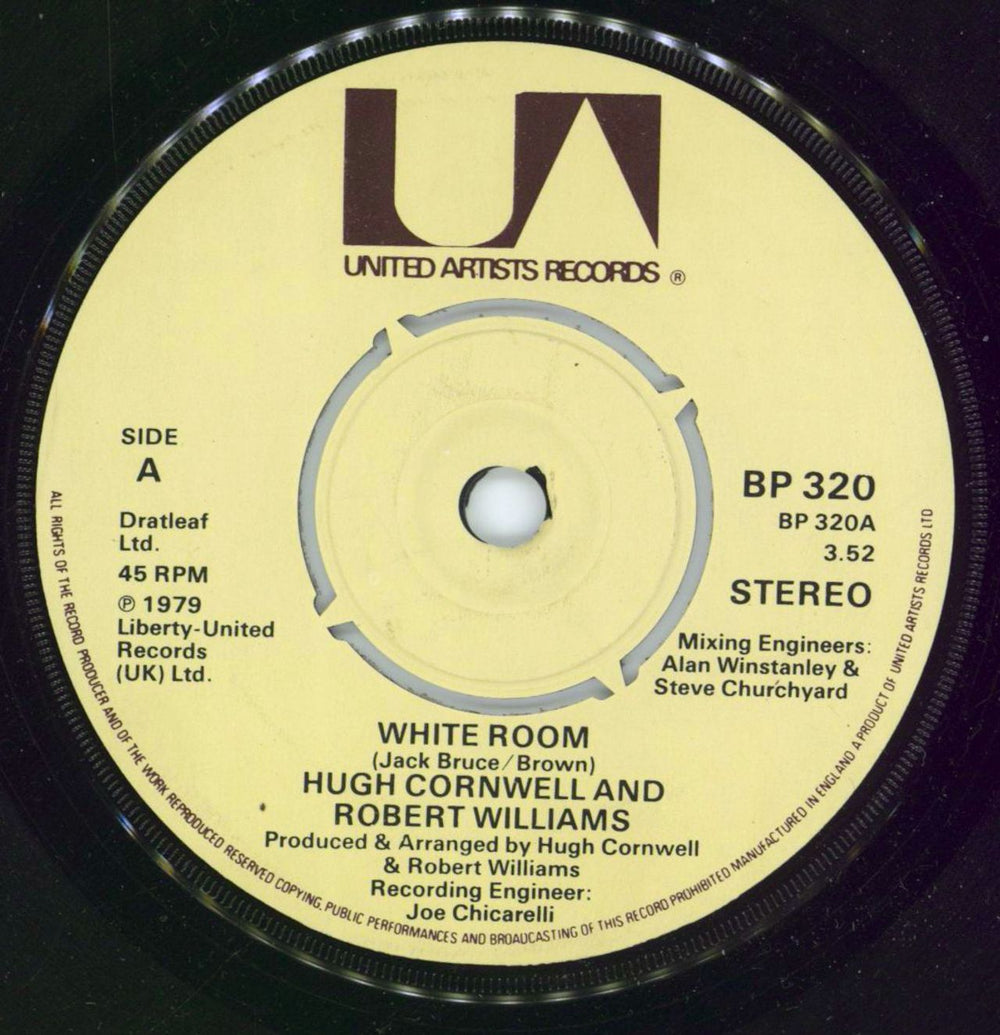 UA
UNITED ARTISTS RECORDS ®
SIDE
A
Dratleaf
Ltd.
45 RPM
℗ 1979
Liberty-United
Records
(UK) Ltd.
BP 320
BP 320A
3.52
STEREO
Mixing Engineers:
Alan Winstanley &
Steve Churchyard
WHITE ROOM
(Jack Bruce/Brown)
HUGH CORNWELL AND
ROBERT WILLIAMS
Produced & Arranged by Hugh Cornwell
& Robert Williams
Recording Engineer:
Joe Chicarelli
ALL RIGHTS OF THE RECORD PRODUCER AND OF THE WORK REPRODUCED RESERVED COPYING, PUBLIC PERFORMANCES AND BROADCASTING OF THIS RECORD PROHIBITED MANUFACTURED IN ENGLAND A PRODUCT OF UNITED ARTISTS RECORDS LTD